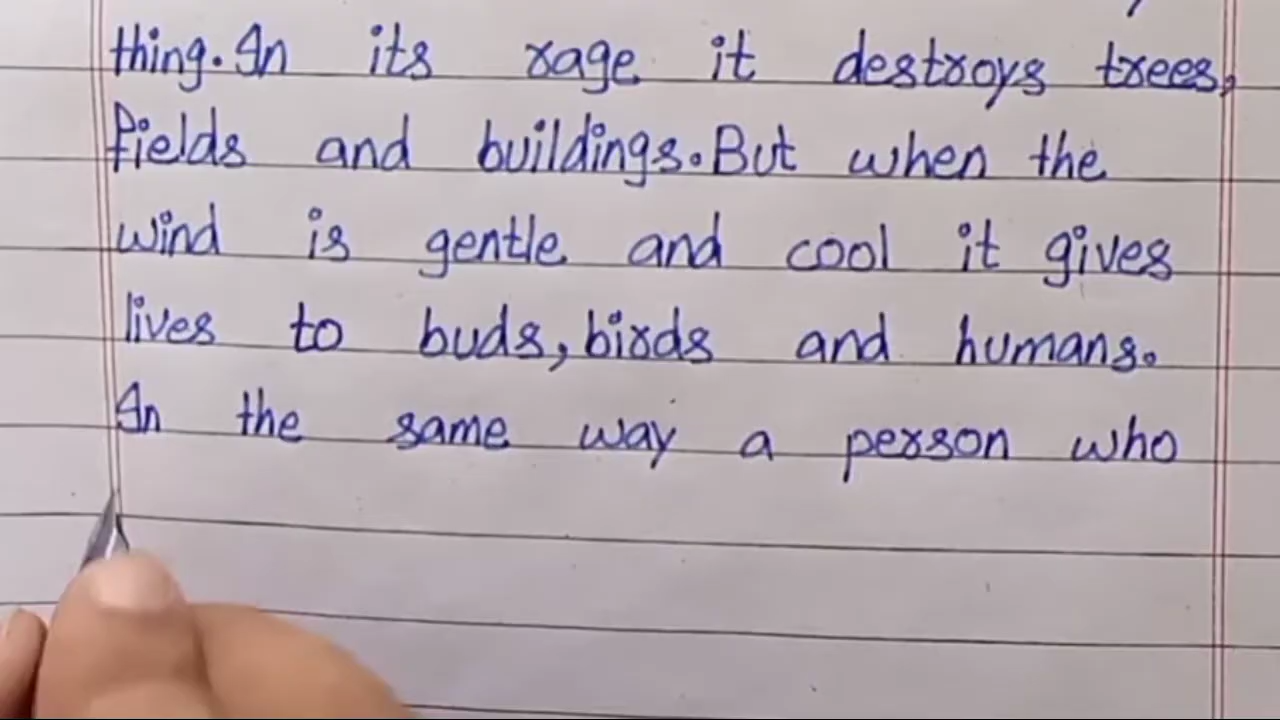 thing. In its rage it destroys trees,
fields and buildings. But when the
wind is gentle and cool it gives
lives to buds, birds and humans.
In the same way a person who